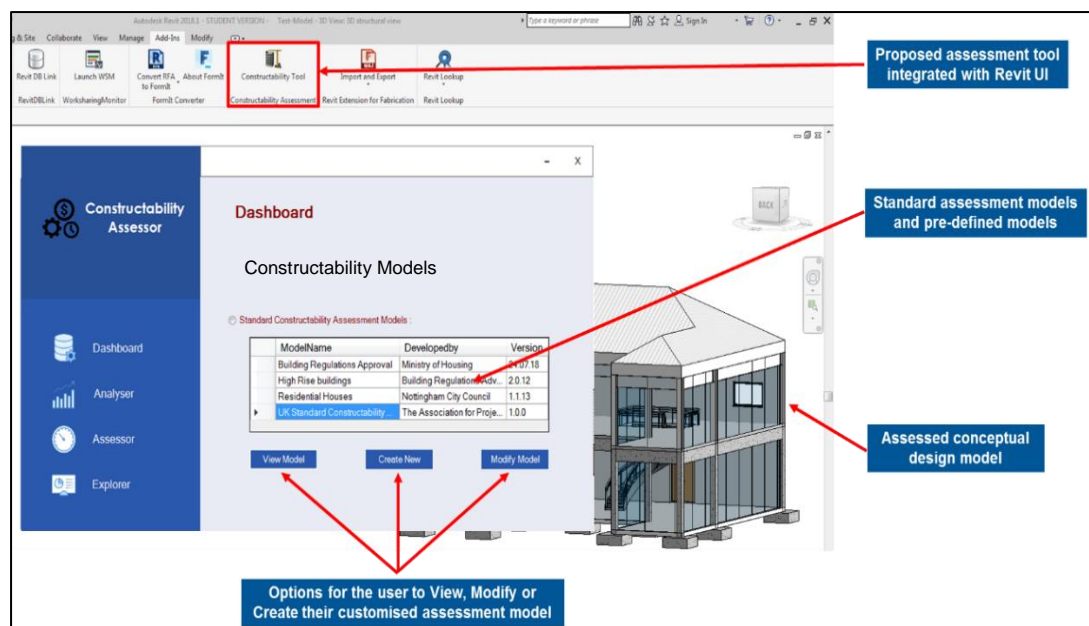 Autodesk Revit 2018.1 - STUDENT VERSION - Test-Model - 3D View: 3D structural view
Type a keyword or phrase
Sign In
g & Site Collaborate View Manage Add-Ins Modify
Revit DB Link
Launch WSM
Convert RFA
to FormIt
About FormIt
Constructability Tool
Import and Export
Revit Lookup
RevitDBLink
WorksharingMonitor
FormIt Converter
Constructability Assessment
Revit Extension for Fabrication
Revit Lookup
Proposed assessment tool
integrated with Revit UI
- X
Constructability
Assessor
Dashboard
Analyser
Assessor
Explorer
Dashboard
Constructability Models
Standard Constructability Assessment Models :
ModelName Developedby Version
Building Regulations Approval Ministry of Housing 07.18
High Rise buildings Building Regulations Adv... 2.0.12
Residential Houses Nottingham City Council 1.1.13
UK Standard Constructability ... The Association for Proje... 1.0.0
View Model
Create New
Modify Model
BACK
Standard assessment models
and pre-defined models
Assessed conceptual
design model
Options for the user to View, Modify or
Create their customised assessment model